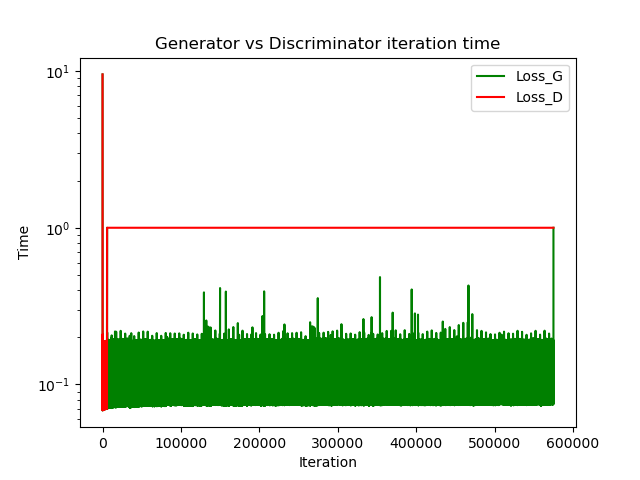 Generator vs Discriminator iteration time
Loss_G
Loss_D
10¹
10⁰
10⁻¹
Time
0 100000 200000 300000 400000 500000 600000
Iteration